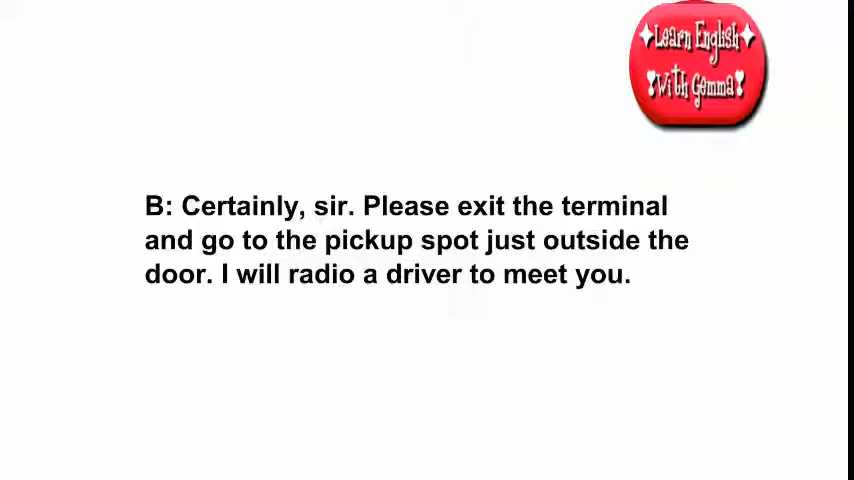 Learn English
With Gemma
B: Certainly, sir. Please exit the terminal
and go to the pickup spot just outside the
door. I will radio a driver to meet you.